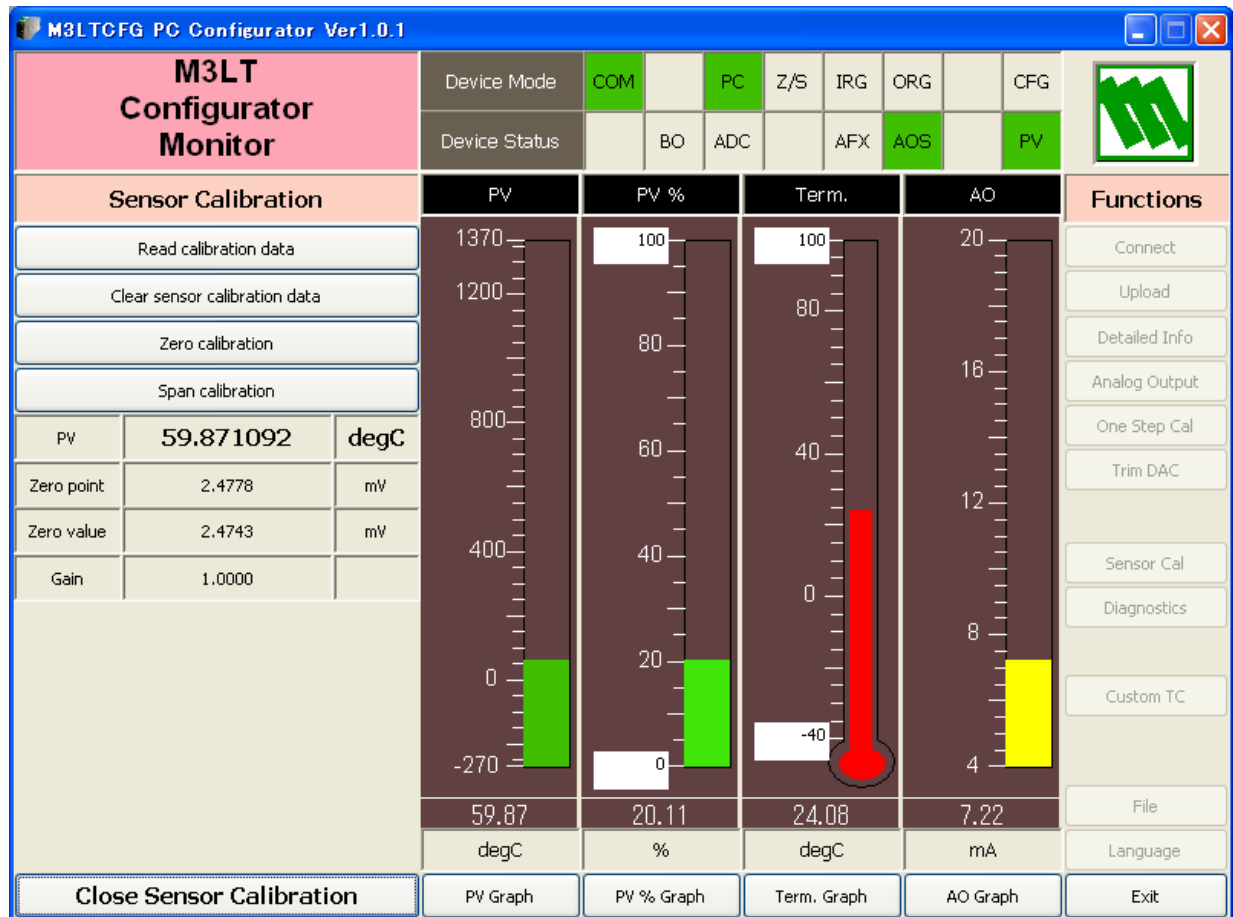 M3LTCFG PC Configurator Ver1.0.1
M3LT
Configurator
Monitor
Device Mode COM PC Z/S IRG ORG CFG
Device Status BO ADC AFX AOS PV
Sensor Calibration
Read calibration data
Clear sensor calibration data
Zero calibration
Span calibration
PV 59.871092 degC
Zero point 2.4778 mV
Zero value 2.4743 mV
Gain 1.0000
Close Sensor Calibration
PV
1370
1200
800
400
0
-270
59.87
degC
PV Graph
PV %
100
80
60
40
20
0
20.11
%
PV % Graph
Term.
100
80
40
0
-40
24.08
degC
Term. Graph
AO
20
16
12
8
4
7.22
mA
AO Graph
Functions
Connect
Upload
Detailed Info
Analog Output
One Step Cal
Trim DAC
Sensor Cal
Diagnostics
Custom TC
File
Language
Exit